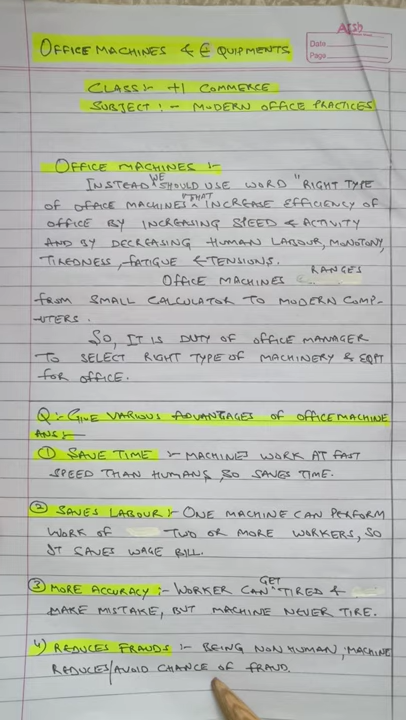 AISh
Date
Page
OFFICE MACHINES & EQUIPMENTS
CLASS:- +1 COMMERCE
SUBJECT:- MODERN OFFICE PRACTICES
OFFICE MACHINES :-
INSTEAD WE SHOULD USE WORD "RIGHT TYPE
OF OFFICE MACHINES" THAT INCREASE EFFICIENCY OF
OFFICE BY INCREASING SPEED & ACTIVITY
AND BY DECREASING HUMAN LABOUR, MONOTONY,
TIREDNESS, FATIGUE & TENSIONS.
OFFICE MACHINES RANGES
FROM SMALL CALCULATOR TO MODERN COMP-
UTERS.
SO, IT IS DUTY OF OFFICE MANAGER
TO SELECT RIGHT TYPE OF MACHINERY & EQPT
FOR OFFICE.
Q:- GIVE VARIOUS ADVANTAGES OF OFFICE MACHINE
ANS:-
① SAVE TIME :- MACHINES WORK AT FAST
SPEED THAN HUMANS, SO SAVES TIME.
② SAVES LABOUR:- ONE MACHINE CAN PERFORM
WORK OF TWO OR MORE WORKERS, SO
IT SAVES WAGE BILL.
③ MORE ACCURACY:- WORKER CAN GET TIRED &
MAKE MISTAKE, BUT MACHINE NEVER TIRE.
4) REDUCES FRAUDS :- BEING NON HUMAN, MACHINE
REDUCES/AVOID CHANCE OF FRAUD.